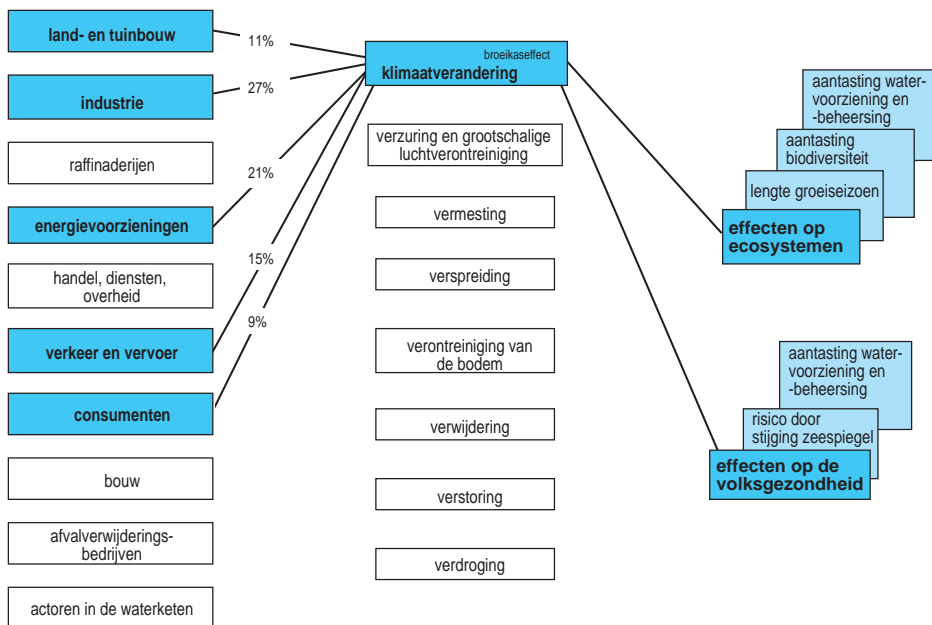 land- en tuinbouw
industrie
raffinaderijen
energievoorzieningen
handel, diensten,
overheid
verkeer en vervoer
consumenten
bouw
afvalverwijderings-
bedrijven
actoren in de waterketen
11%
27%
21%
15%
9%
broeikaseffect
klimaatverandering
verzuring en grootschalige
luchtverontreiniging
vermesting
verspreiding
verontreiniging van
de bodem
verwijdering
verstoring
verdroging
aantasting water-
voorziening en
-beheersing
aantasting
biodiversiteit
lengte groeiseizoen
effecten op
ecosystemen
aantasting water-
voorziening en
-beheersing
risico door
stijging zeespiegel
effecten op de
volksgezondheid